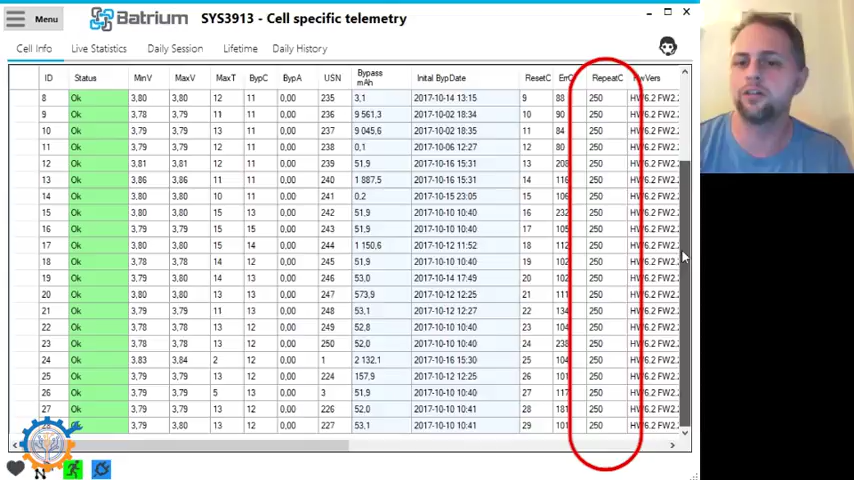 Menu Batrium SYS3913 - Cell specific telemetry
Cell Info Live Statistics Daily Session Lifetime Daily History
ID Status MinV MaxV MaxT BypC BypA USN Bypass mAh Inital BypDate ResetC ErrC RepeatC HwVers
8 Ok 3,80 3,80 12 11 0,00 235 3,1 2017-10-14 13:15 9 88 250 HW6.2 FW2.
9 Ok 3,78 3,79 11 11 0,00 236 9 561,3 2017-10-02 18:34 10 90 250 HW6.2 FW2.
10 Ok 3,79 3,79 13 11 0,00 237 9 045,6 2017-10-02 18:35 11 84 250 HW6.2 FW2.
11 Ok 3,79 3,79 12 11 0,00 238 0,1 2017-10-06 12:27 12 80 250 HW6.2 FW2.
12 Ok 3,81 3,81 12 11 0,00 239 51,9 2017-10-16 15:31 13 208 250 HW6.2 FW2.
13 Ok 3,86 3,86 11 11 0,00 240 1 887,5 2017-10-16 15:31 14 116 250 HW6.2 FW2.
14 Ok 3,80 3,80 10 11 0,00 241 0,2 2017-10-15 23:05 15 106 250 HW6.2 FW2.
15 Ok 3,80 3,80 15 13 0,00 242 51,9 2017-10-10 10:40 16 232 250 HW6.2 FW2.
16 Ok 3,79 3,79 15 15 0,00 243 51,9 2017-10-10 10:40 17 105 250 HW6.2 FW2.
17 Ok 3,80 3,80 15 14 0,00 244 1 150,6 2017-10-12 11:52 18 112 250 HW6.2 FW2.
18 Ok 3,79 3,78 14 12 0,00 245 51,9 2017-10-10 10:40 19 102 250 HW6.2 FW2.
19 Ok 3,79 3,79 14 13 0,00 246 53,0 2017-10-14 17:49 20 102 250 HW6.2 FW2.
20 Ok 3,80 3,80 13 13 0,00 247 573,9 2017-10-12 12:25 21 111 250 HW6.2 FW2.
21 Ok 3,79 3,79 11 13 0,00 248 53,1 2017-10-12 12:27 22 134 250 HW6.2 FW2.
22 Ok 3,78 3,78 13 12 0,00 249 52,8 2017-10-10 10:40 23 104 250 HW6.2 FW2.
23 Ok 3,78 3,78 13 12 0,00 250 52,0 2017-10-10 10:40 24 238 250 HW6.2 FW2.
24 Ok 3,83 3,84 2 12 0,00 1 2 132,1 2017-10-16 15:30 25 104 250 HW6.2 FW2.
25 Ok 3,79 3,79 13 12 0,00 224 157,9 2017-10-12 12:25 26 101 250 HW6.2 FW2.
26 Ok 3,79 3,79 5 13 0,00 3 51,9 2017-10-10 10:40 27 117 250 HW6.2 FW2.
27 Ok 3,79 3,79 13 12 0,00 226 52,0 2017-10-10 10:41 28 181 250 HW6.2 FW2.
Ok 3,79 3,80 13 12 0,00 227 53,1 2017-10-10 10:41 29 101 250 HW6.2 FW2.